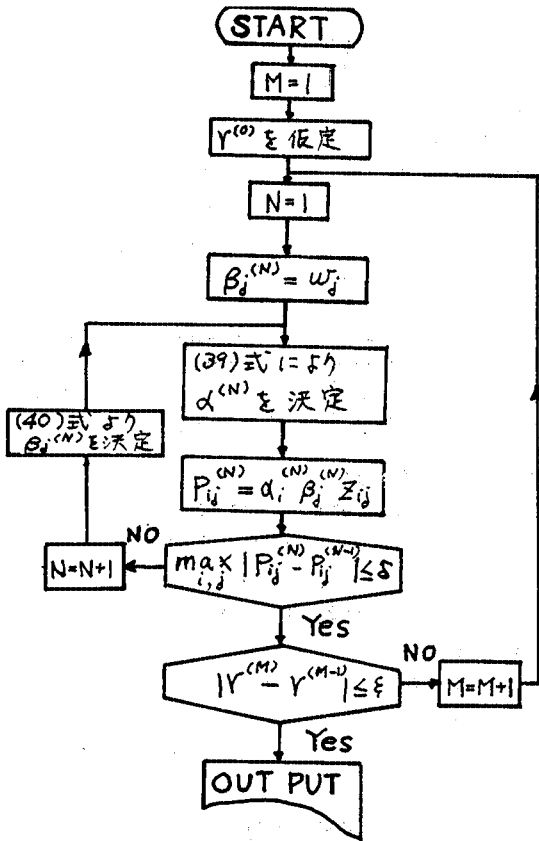 START
M=1
γ^(0)を仮定
N=1
β_j^(N) = w_j
(39)式により
α^(N)を決定
(40)式より
β_j^(N)を決定
P_ij^(N) = α_i^(N) β_j^(N) Z_ij
NO
N=N+1
max_i,j |P_ij^(N) - P_ij^(N-1)| ≤ δ
Yes
NO
|γ^(M) - γ^(M-1)| ≤ ε
M=M+1
Yes
OUT PUT